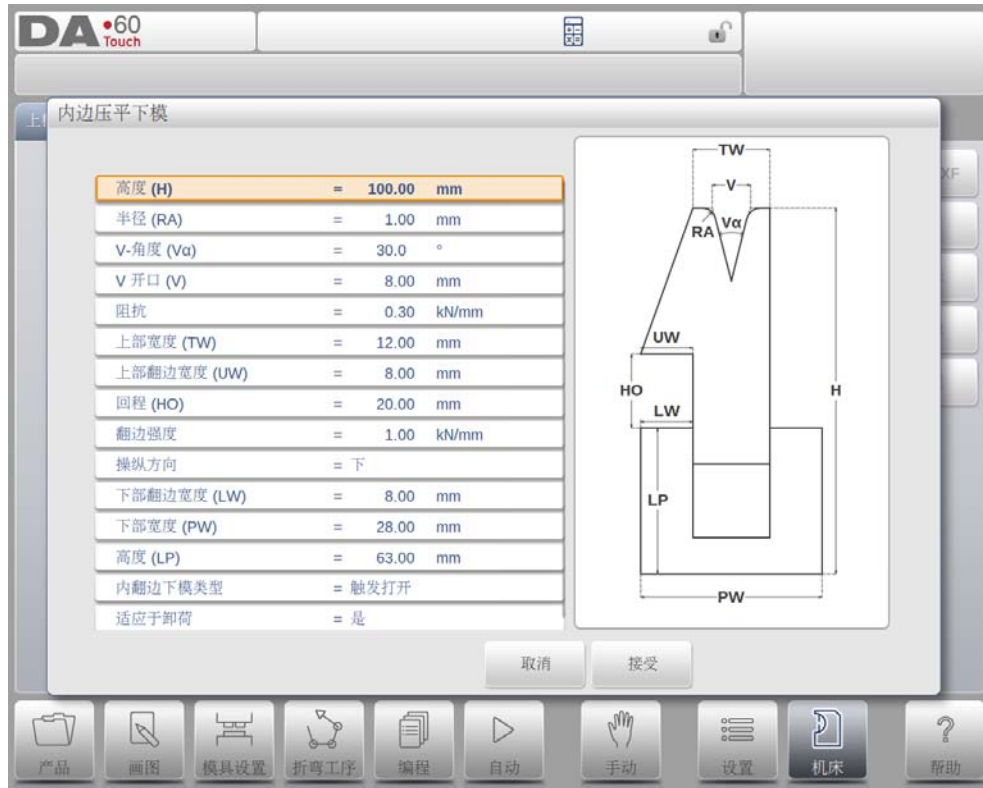 DA•60
Touch
内边压平下模
高度 (H) = 100.00 mm
半径 (RA) = 1.00 mm
V-角度 (Vα) = 30.0 °
V 开口 (V) = 8.00 mm
阻抗 = 0.30 kN/mm
上部宽度 (TW) = 12.00 mm
上部翻边宽度 (UW) = 8.00 mm
回程 (HO) = 20.00 mm
翻边强度 = 1.00 kN/mm
操纵方向 = 下
下部翻边宽度 (LW) = 8.00 mm
下部宽度 (PW) = 28.00 mm
高度 (LP) = 63.00 mm
内翻边下模类型 = 触发打开
适应于卸荷 = 是
TW
V
RA Vα
UW
HO
H
LW
LP
PW
XF
取消 接受
产品 画图 模具设置 折弯工序 编程 自动 手动 设置 机床 帮助